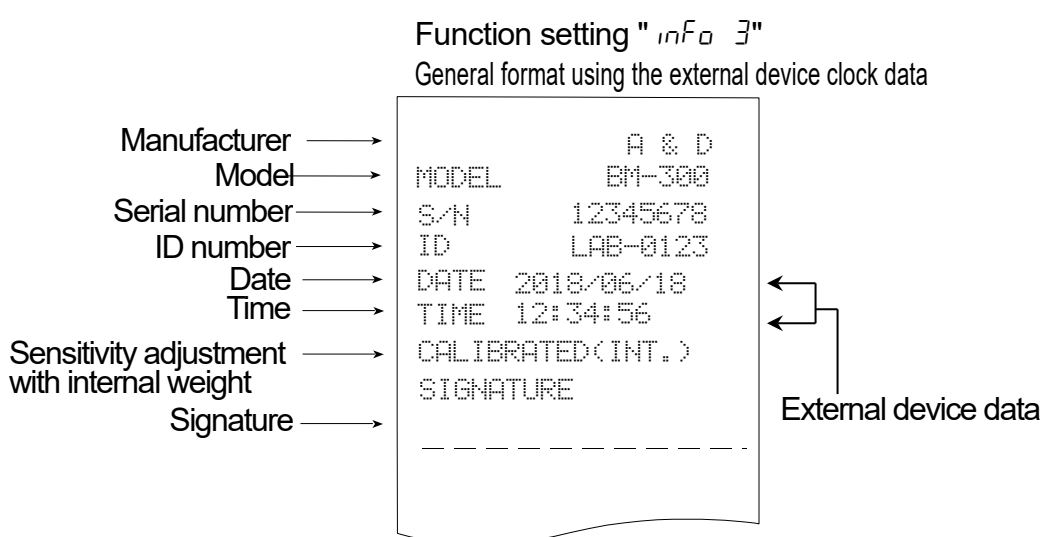 Function setting " info 3"
General format using the external device clock data
Manufacturer A & D
Model MODEL BM-300
Serial number S/N 12345678
ID number ID LAB-0123
Date DATE 2018/06/18
Time TIME 12:34:56
Sensitivity adjustment CALIBRATED(INT.)
with internal weight SIGNATURE
External device data
Signature